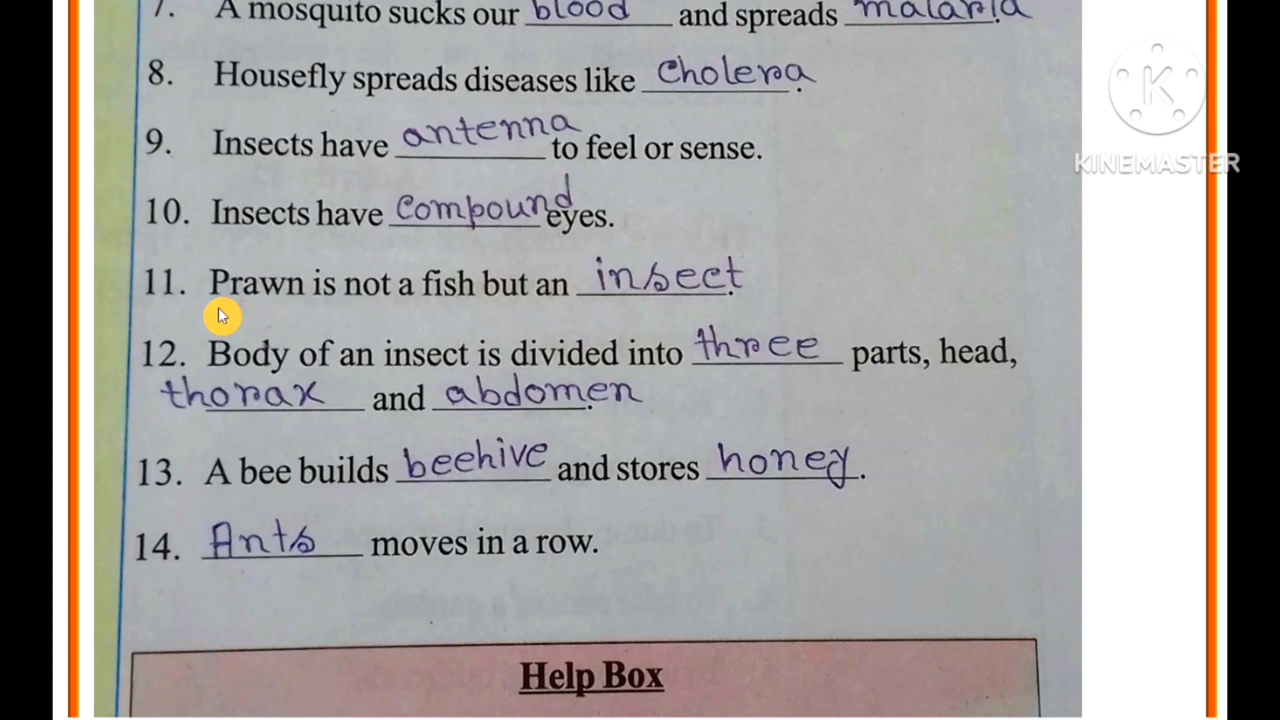 7. A mosquito sucks our blood and spreads malaria.
8. Housefly spreads diseases like cholera.
9. Insects have antenna to feel or sense.
10. Insects have compound eyes.
11. Prawn is not a fish but an insect.
12. Body of an insect is divided into three parts, head,
thorax and abdomen.
13. A bee builds beehive and stores honey.
14. Ants moves in a row.
Help Box
K
KINEMASTER